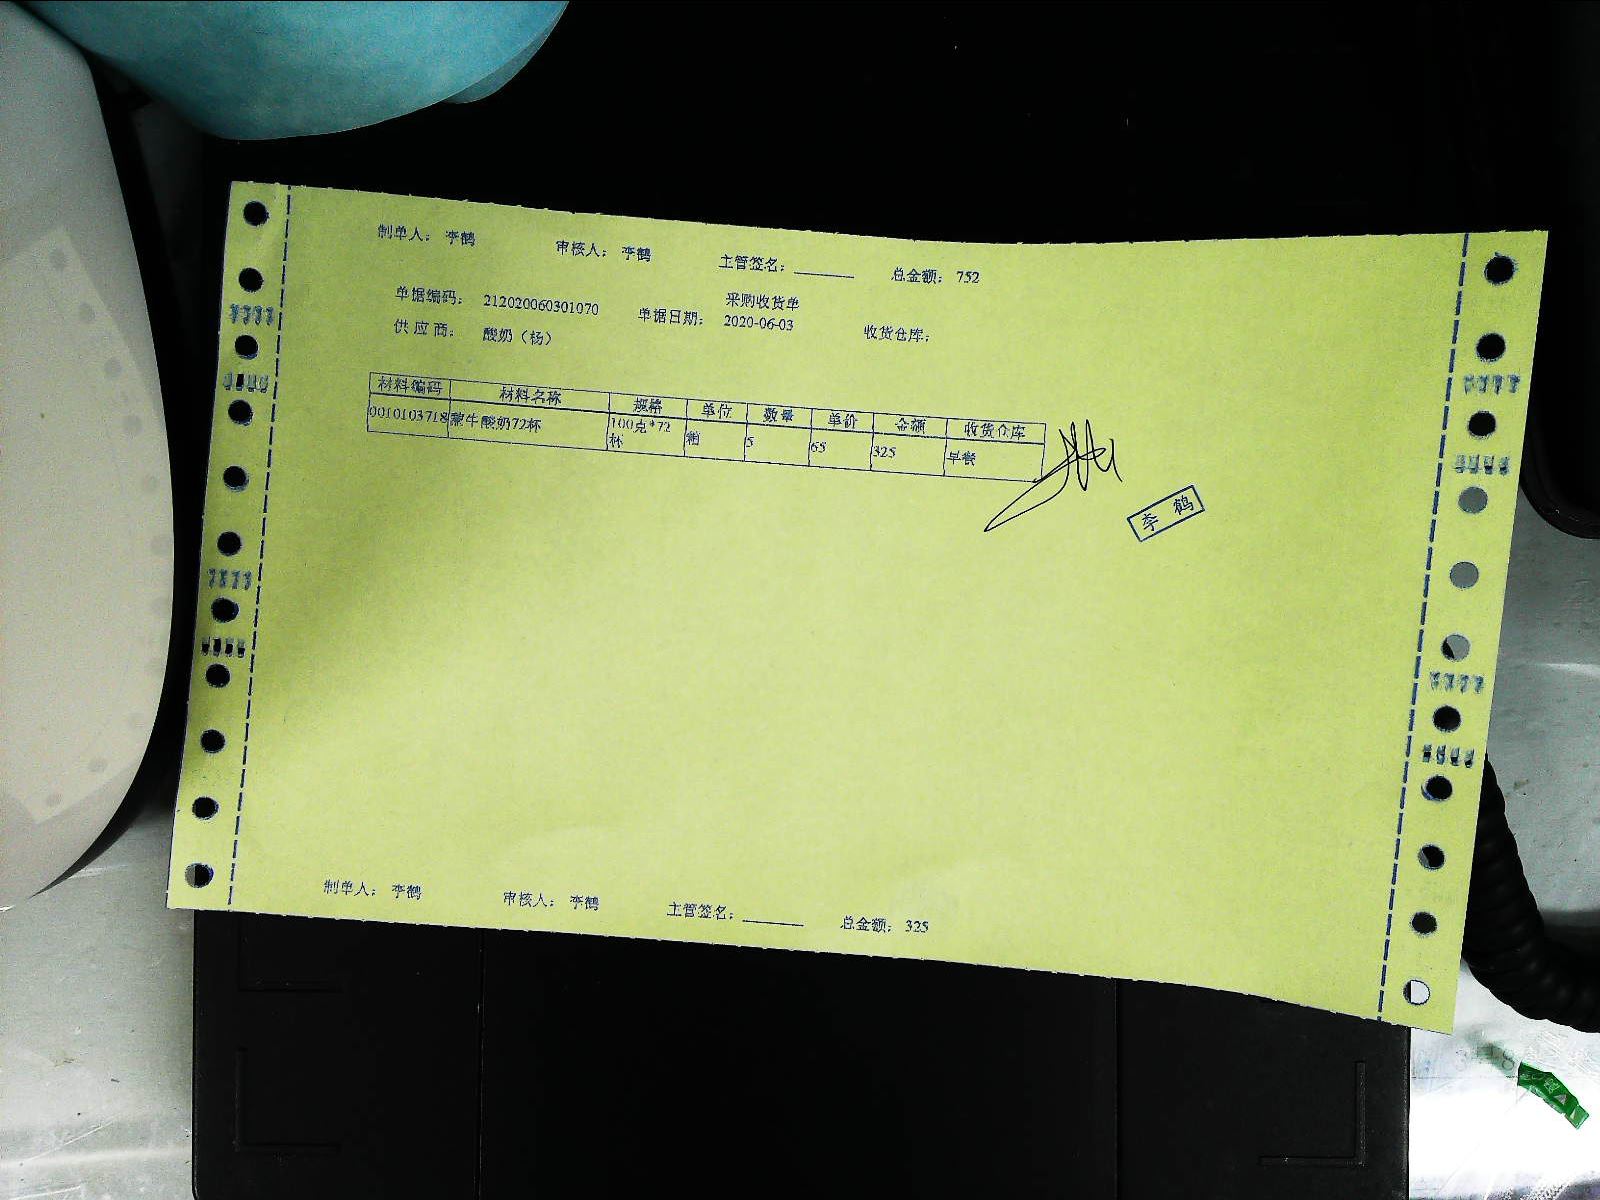 制单人： 李鹤 审核人： 李鹤 主管签名：______ 总金额： 752
采购收货单
单据编码： 212020060301070 单据日期： 2020-06-03 收货仓库：
供 应 商： 酸奶（杨）
材料编码 材料名称 规格 单位 数量 单价 金额 收货仓库
0010103718 蒙牛酸奶72杯 100克*72杯 箱 5 65 325 早餐
李 鹤
制单人： 李鹤 审核人： 李鹤 主管签名：______ 总金额： 325